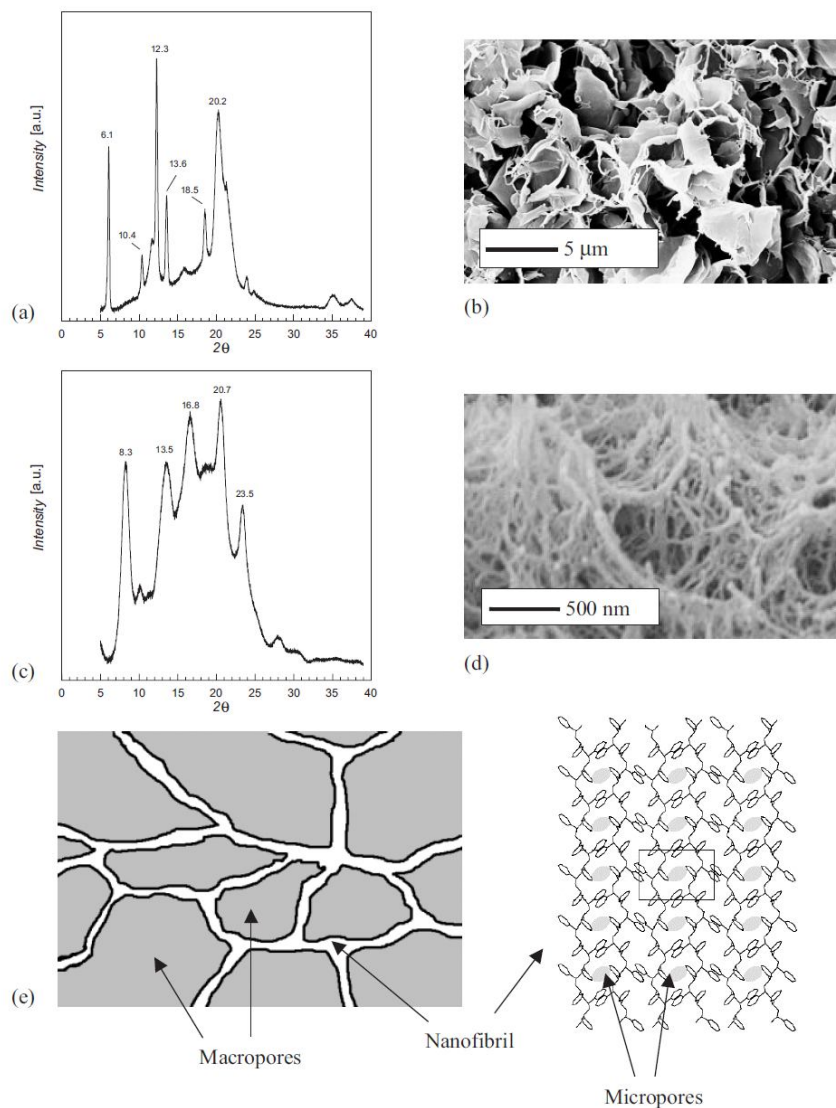 12.3
20.2
6.1
13.6
18.5
10.4
Intensity [a.u.]
0 5 10 15 20 25 30 35 40
2θ
(a)
5 μm
(b)
20.7
16.8
8.3
13.5
23.5
Intensity [a.u.]
0 5 10 15 20 25 30 35 40
2θ
(c)
500 nm
(d)
(e)
Macropores
Nanofibril
Micropores